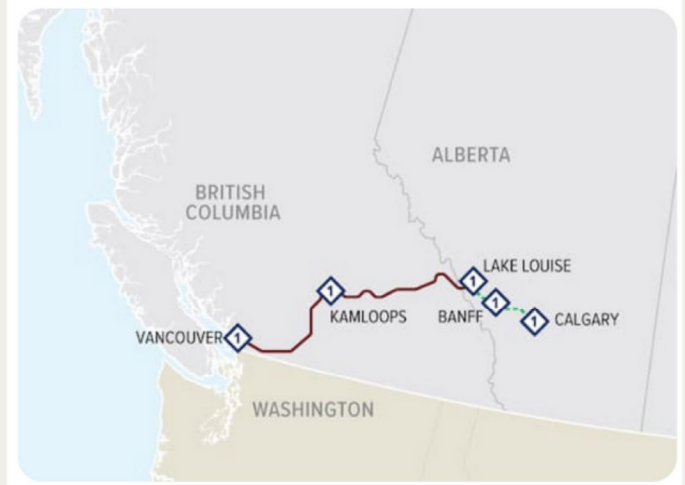 ALBERTA
BRITISH
COLUMBIA
LAKE LOUISE
1
1
KAMLOOPS
BANFF
1
1
CALGARY
VANCOUVER
1
WASHINGTON